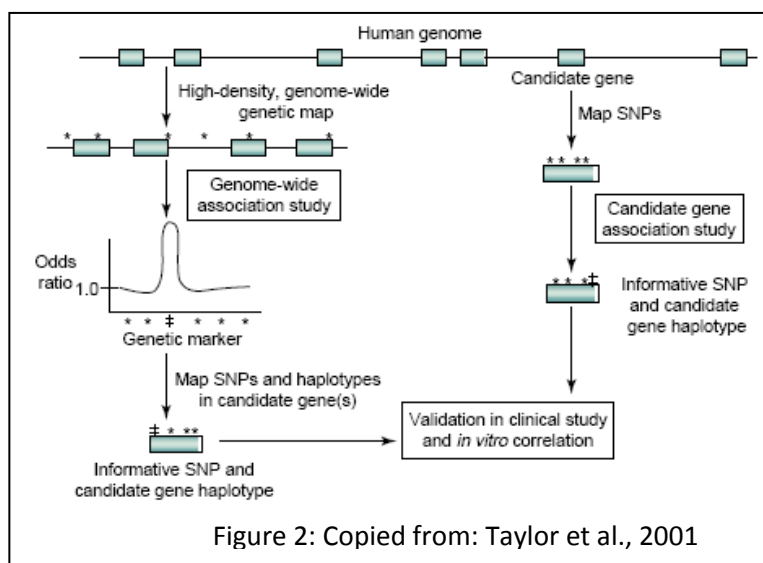 Human genome
Candidate gene
High-density, genome-wide
genetic map
* * * * * *
Genome-wide
association study
Odds
ratio 1.0
* * ‡ * * *
Genetic marker
Map SNPs and haplotypes
in candidate gene(s)
‡ * **
Informative SNP and
candidate gene haplotype
Map SNPs
** **
Candidate gene
association study
** *‡
Informative SNP
and candidate
gene haplotype
Validation in clinical study
and in vitro correlation
Figure 2: Copied from: Taylor et al., 2001